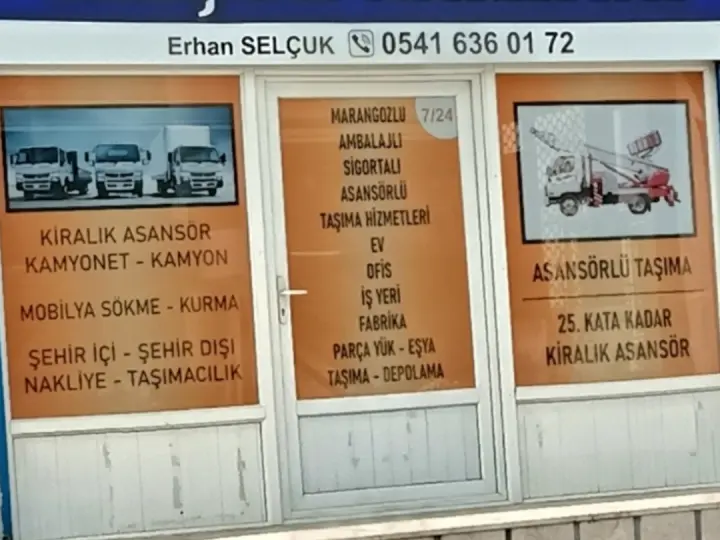 Erhan SELÇUK 0541 636 01 72
KİRALIK ASANSÖR
KAMYONET - KAMYON
MOBİLYA SÖKME - KURMA
ŞEHİR İÇİ - ŞEHİR DIŞI
NAKLİYE - TAŞIMACILIK
MARANGOZLU
7/24
AMBALAJLI
SİGORTALI
ASANSÖRLÜ
TAŞIMA HİZMETLERİ
EV
OFİS
İŞ YERİ
FABRİKA
PARÇA YÜK - EŞYA
TAŞIMA - DEPOLAMA
ASANSÖRLÜ TAŞIMA
25. KATA KADAR
KİRALIK ASANSÖR